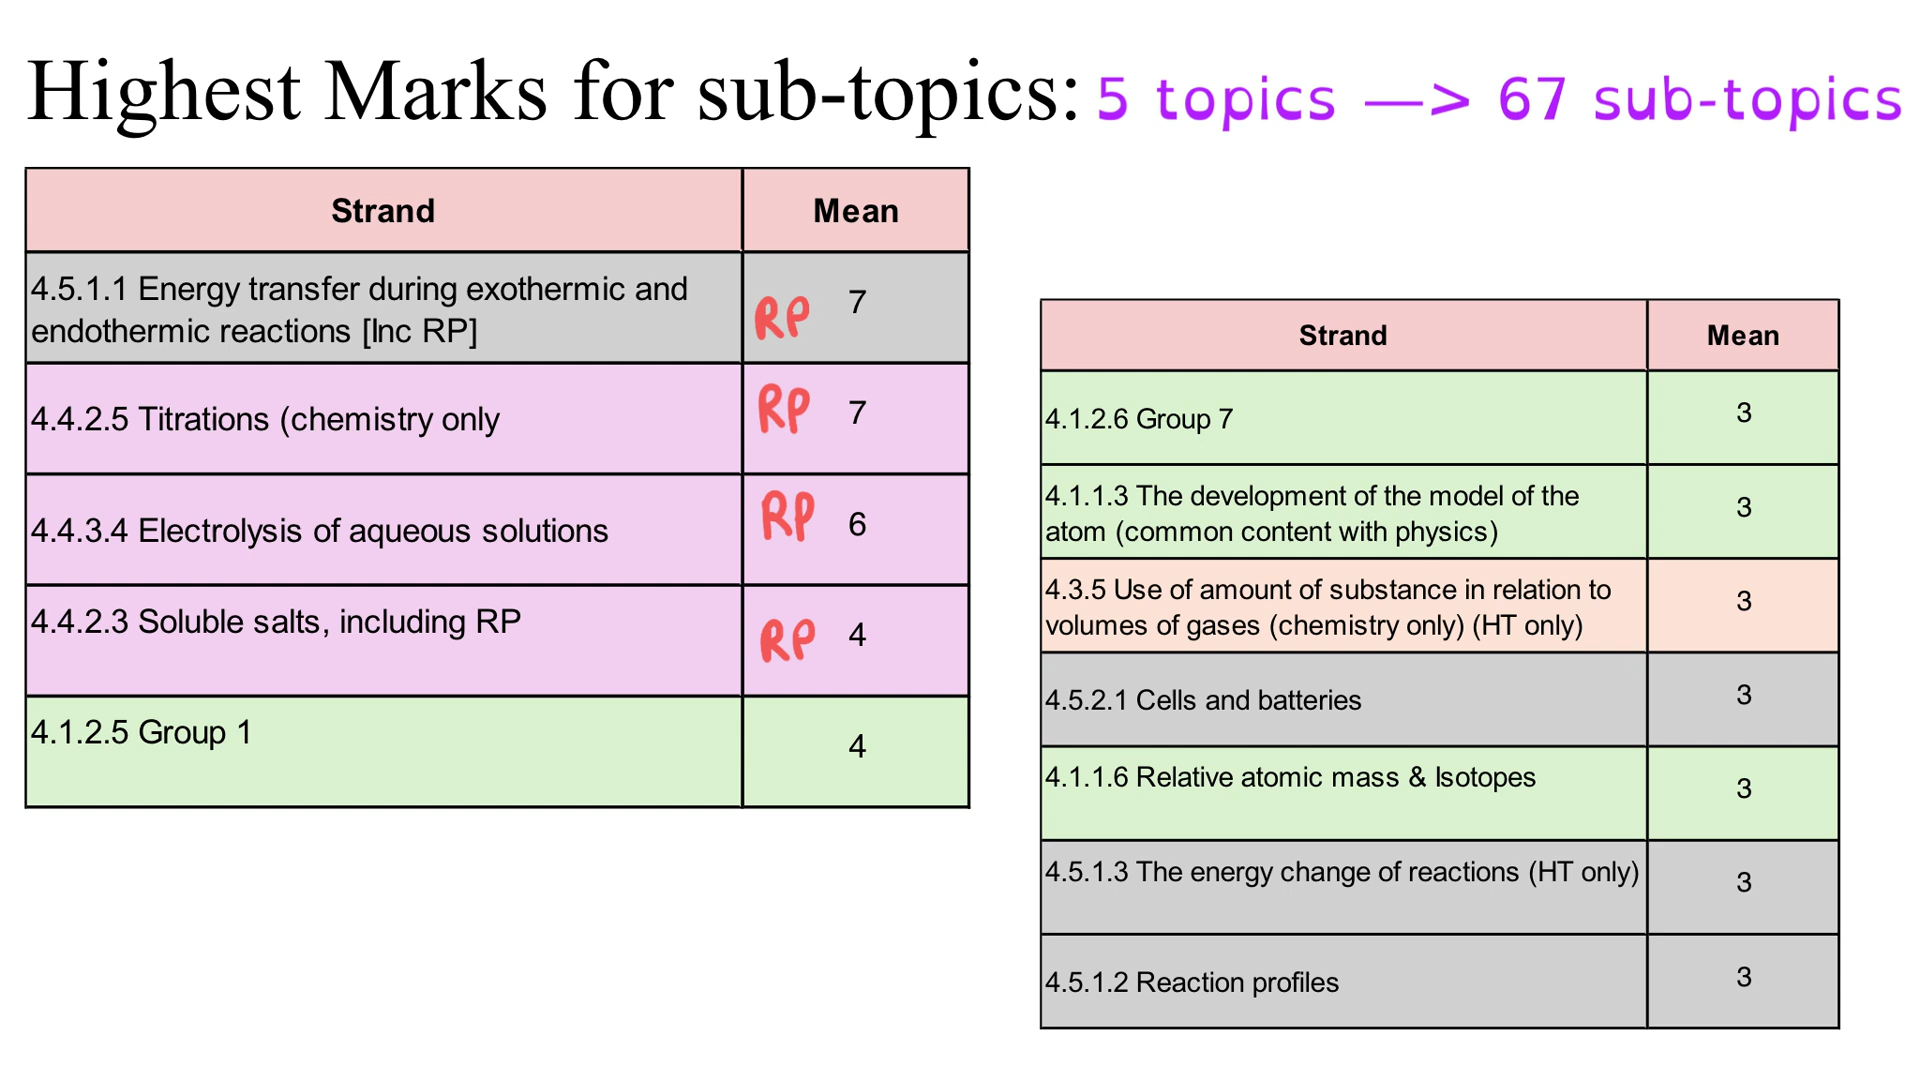 Highest Marks for sub-topics: 5 topics —> 67 sub-topics
Strand Mean
4.5.1.1 Energy transfer during exothermic and
endothermic reactions [Inc RP] RP 7
4.4.2.5 Titrations (chemistry only RP 7
4.4.3.4 Electrolysis of aqueous solutions RP 6
4.4.2.3 Soluble salts, including RP RP 4
4.1.2.5 Group 1 4
Strand Mean
4.1.2.6 Group 7 3
4.1.1.3 The development of the model of the
atom (common content with physics) 3
4.3.5 Use of amount of substance in relation to
volumes of gases (chemistry only) (HT only) 3
4.5.2.1 Cells and batteries 3
4.1.1.6 Relative atomic mass & Isotopes 3
4.5.1.3 The energy change of reactions (HT only) 3
4.5.1.2 Reaction profiles 3